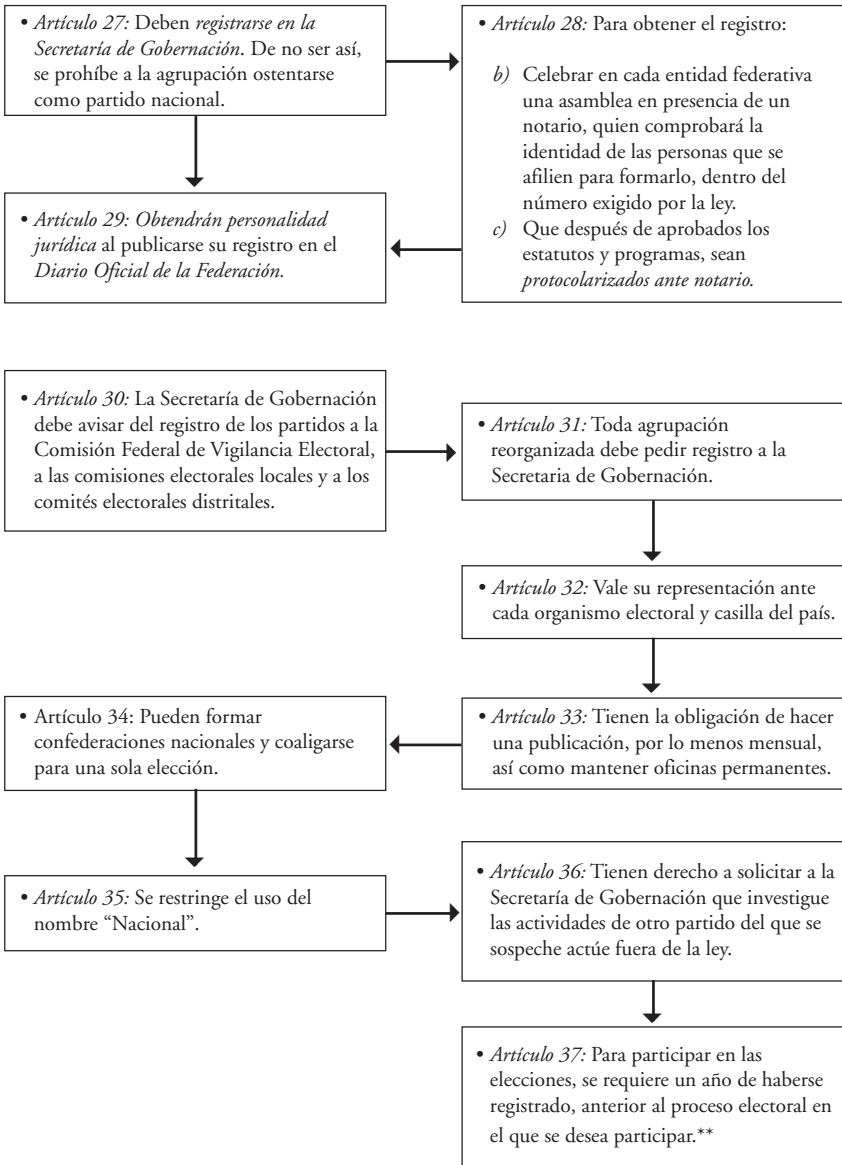 • Artículo 27: Deben registrarse en la
Secretaría de Gobernación. De no ser así,
se prohíbe a la agrupación ostentarse
como partido nacional.
• Artículo 28: Para obtener el registro:
b) Celebrar en cada entidad federativa
una asamblea en presencia de un
notario, quien comprobará la
identidad de las personas que se
afilien para formarlo, dentro del
número exigido por la ley.
c) Que después de aprobados los
estatutos y programas, sean
protocolarizados ante notario.
• Artículo 29: Obtendrán personalidad
jurídica al publicarse su registro en el
Diario Oficial de la Federación.
• Artículo 30: La Secretaría de Gobernación
debe avisar del registro de los partidos a la
Comisión Federal de Vigilancia Electoral,
a las comisiones electorales locales y a los
comités electorales distritales.
• Artículo 31: Toda agrupación
reorganizada debe pedir registro a la
Secretaria de Gobernación.
• Artículo 32: Vale su representación ante
cada organismo electoral y casilla del país.
• Artículo 33: Tienen la obligación de hacer
una publicación, por lo menos mensual,
así como mantener oficinas permanentes.
• Artículo 34: Pueden formar
confederaciones nacionales y coaligarse
para una sola elección.
• Artículo 35: Se restringe el uso del
nombre “Nacional”.
• Artículo 36: Tienen derecho a solicitar a la
Secretaría de Gobernación que investigue
las actividades de otro partido del que se
sospeche actúe fuera de la ley.
• Artículo 37: Para participar en las
elecciones, se requiere un año de haberse
registrado, anterior al proceso electoral en
el que se desea participar.**